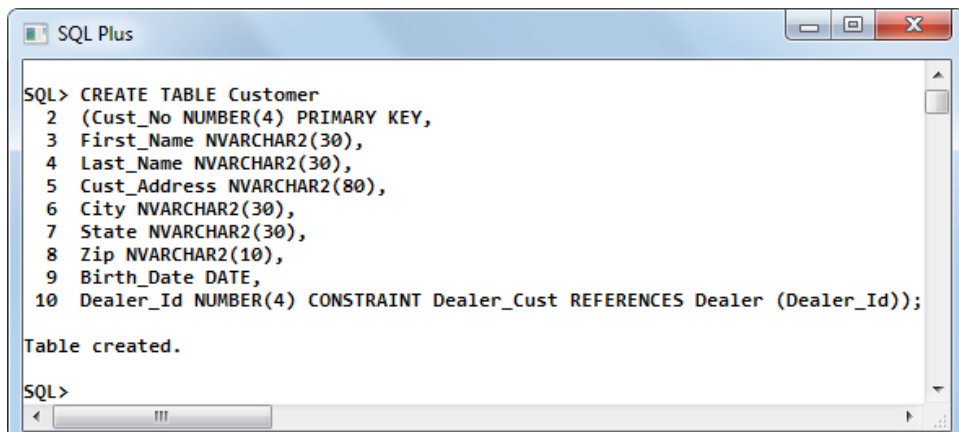 SQL Plus
SQL> CREATE TABLE Customer
2 (Cust_No NUMBER(4) PRIMARY KEY,
3 First_Name NVARCHAR2(30),
4 Last_Name NVARCHAR2(30),
5 Cust_Address NVARCHAR2(80),
6 City NVARCHAR2(30),
7 State NVARCHAR2(30),
8 Zip NVARCHAR2(10),
9 Birth_Date DATE,
10 Dealer_Id NUMBER(4) CONSTRAINT Dealer_Cust REFERENCES Dealer (Dealer_Id));
Table created.
SQL>